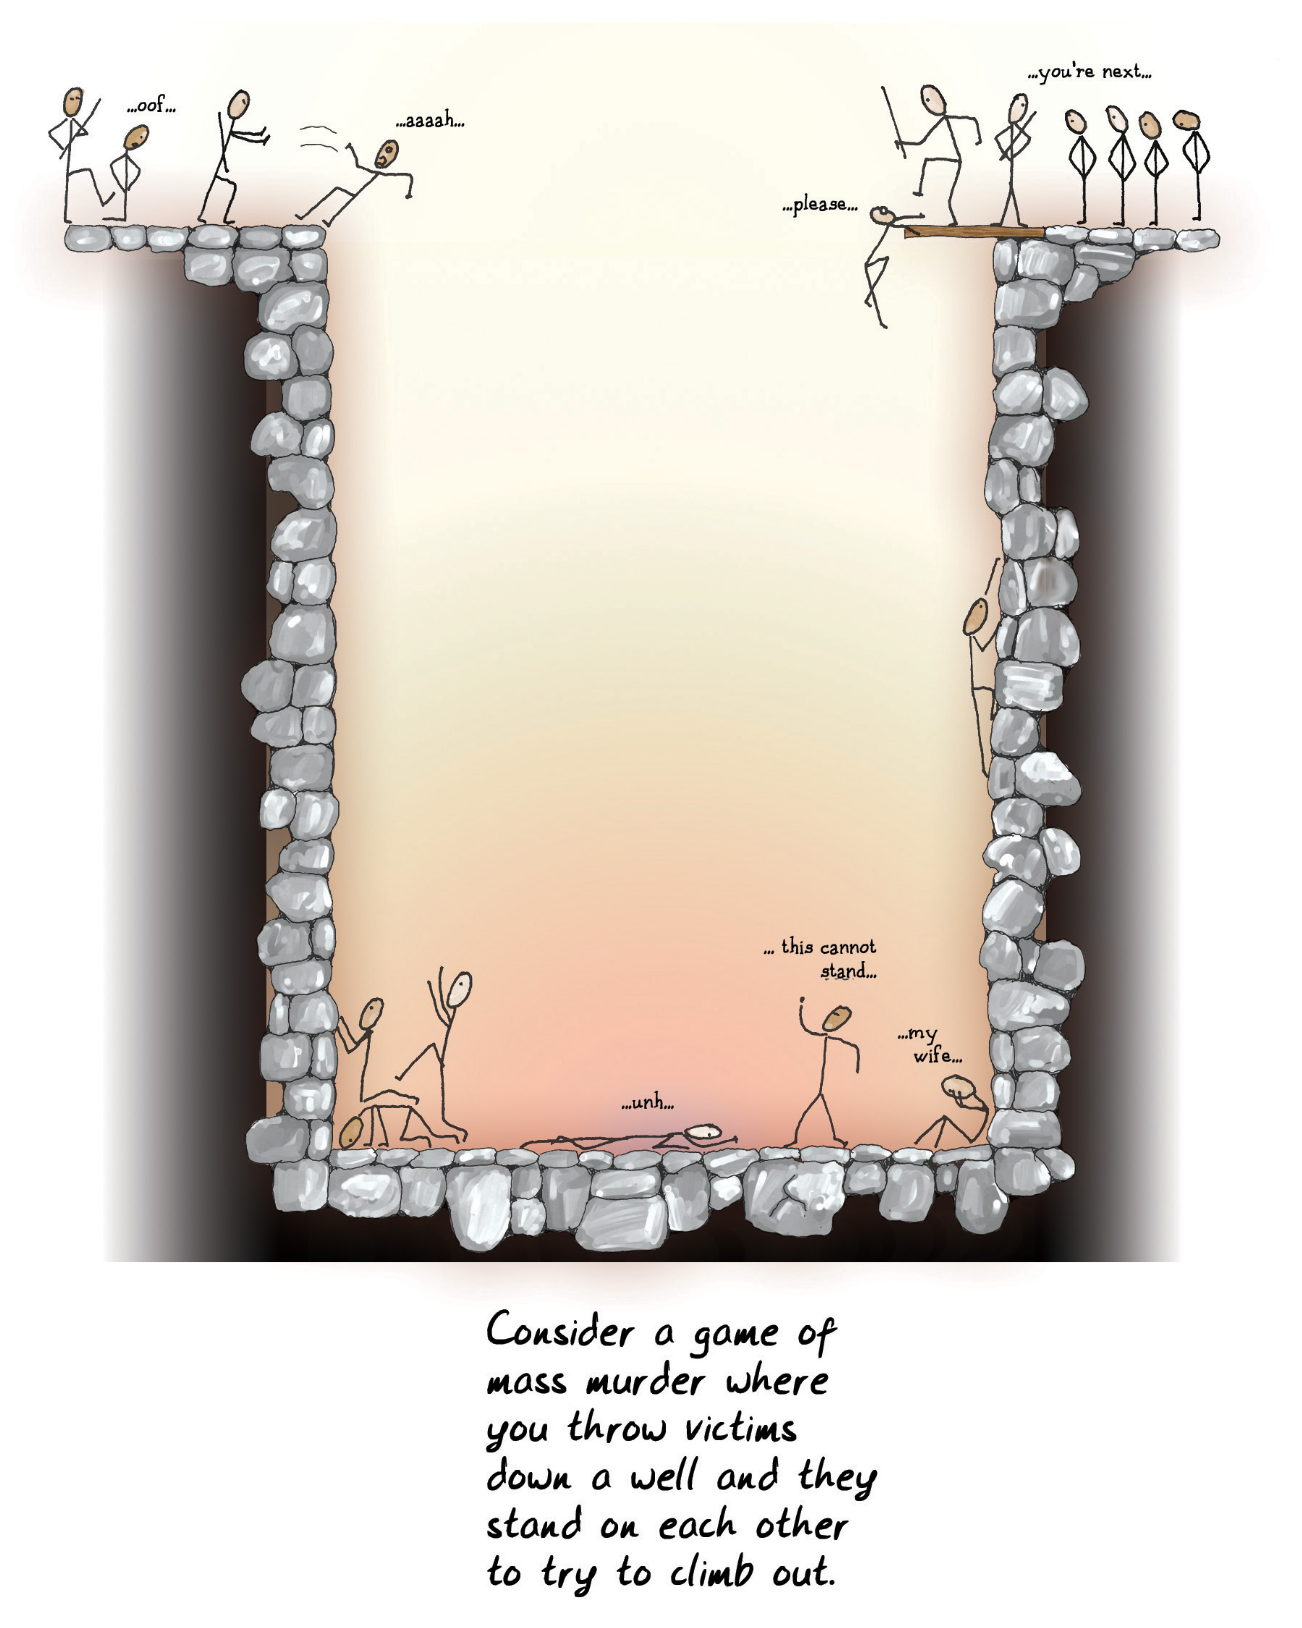 ...you're next...
...oof...
...aaaah...
...please...
... this cannot
stand...
...my
wife...
...unh...
Consider a game of
mass murder where
you throw victims
down a well and they
stand on each other
to try to climb out.